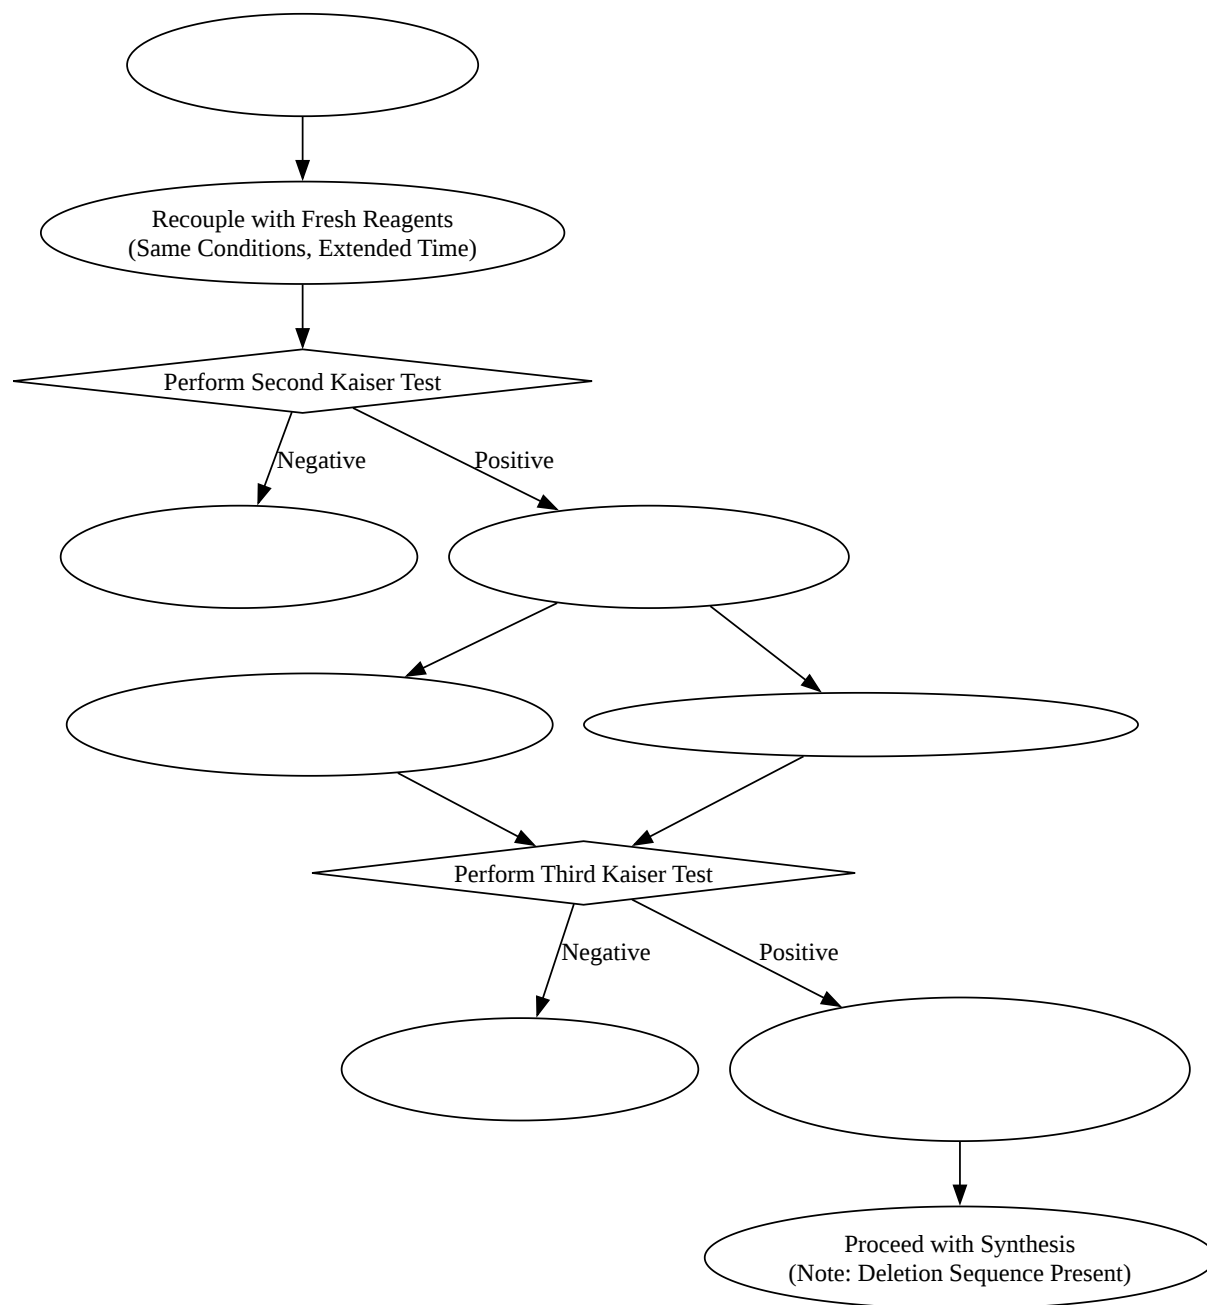 Recouple with Fresh Reagents
(Same Conditions, Extended Time)
Perform Second Kaiser Test
Negative
Positive
Perform Third Kaiser Test
Negative
Positive
Proceed with Synthesis
(Note: Deletion Sequence Present)